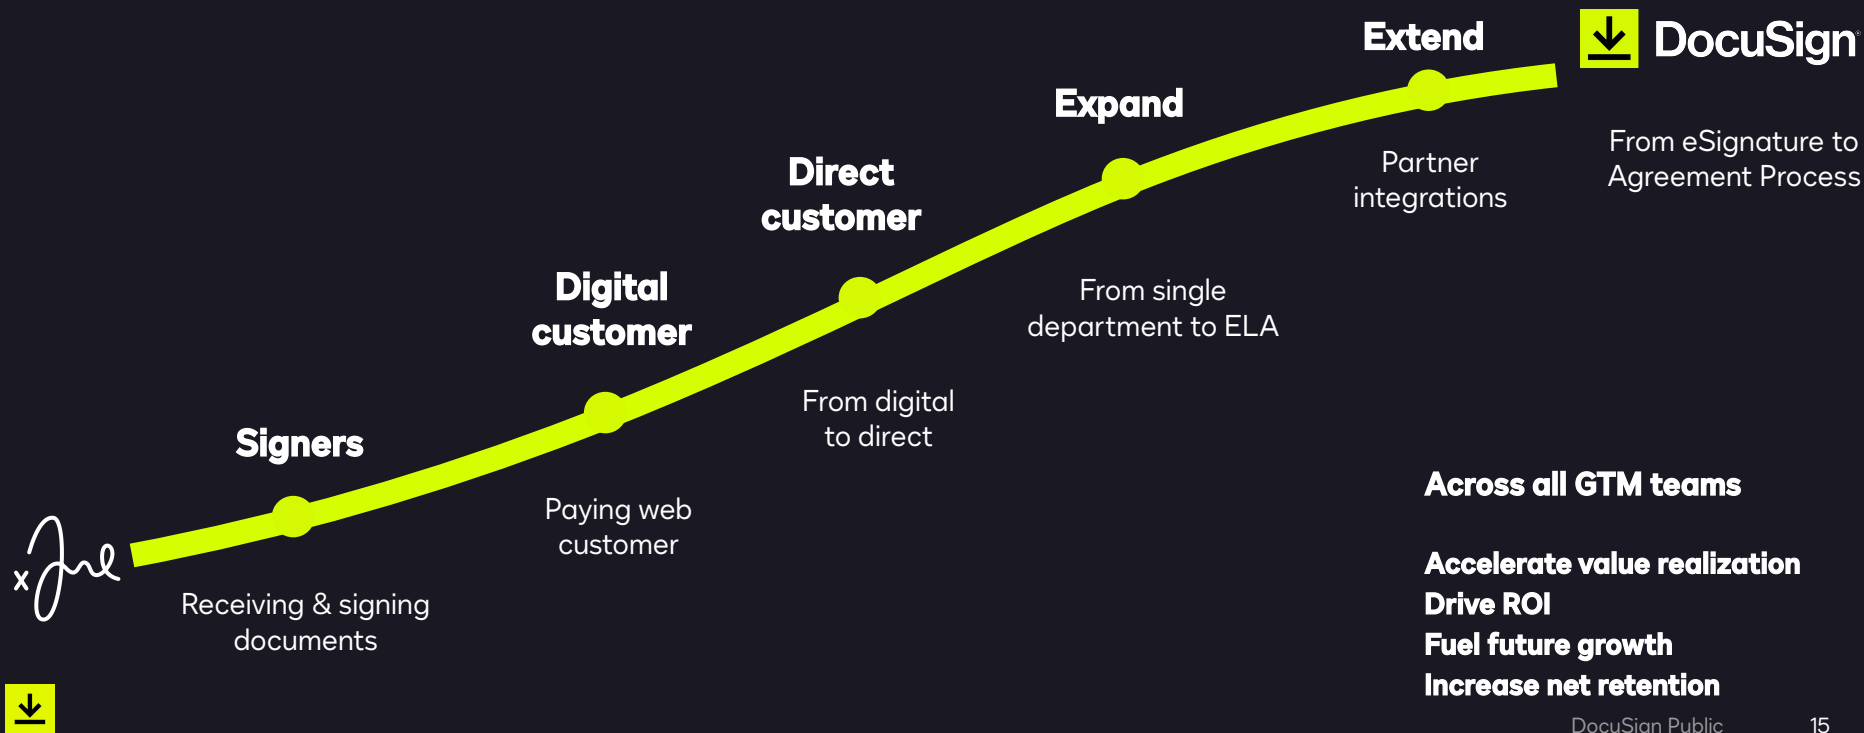 Extend
DocuSign
Expand
From eSignature to
Agreement Process
Partner
integrations
Direct
customer
Digital
customer
From single
department to ELA
From digital
to direct
Signers
Paying web
customer
Receiving & signing
documents
Across all GTM teams
Accelerate value realization
Drive ROI
Fuel future growth
Increase net retention
DocuSign Public
15